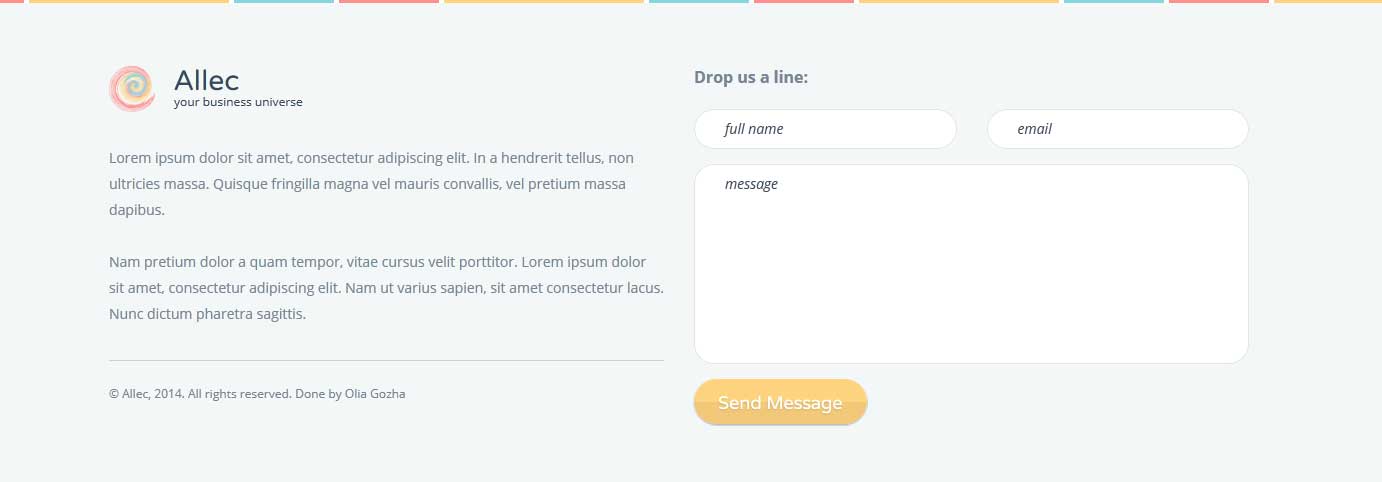 Allec
your business universe
Lorem ipsum dolor sit amet, consectetur adipiscing elit. In a hendrerit tellus, non
ultricies massa. Quisque fringilla magna vel mauris convallis, vel pretium massa
dapibus.
Nam pretium dolor a quam tempor, vitae cursus velit porttitor. Lorem ipsum dolor
sit amet, consectetur adipiscing elit. Nam ut varius sapien, sit amet consectetur lacus.
Nunc dictum pharetra sagittis.
© Allec, 2014. All rights reserved. Done by Olia Gozha
Drop us a line:
full name
email
message
Send Message